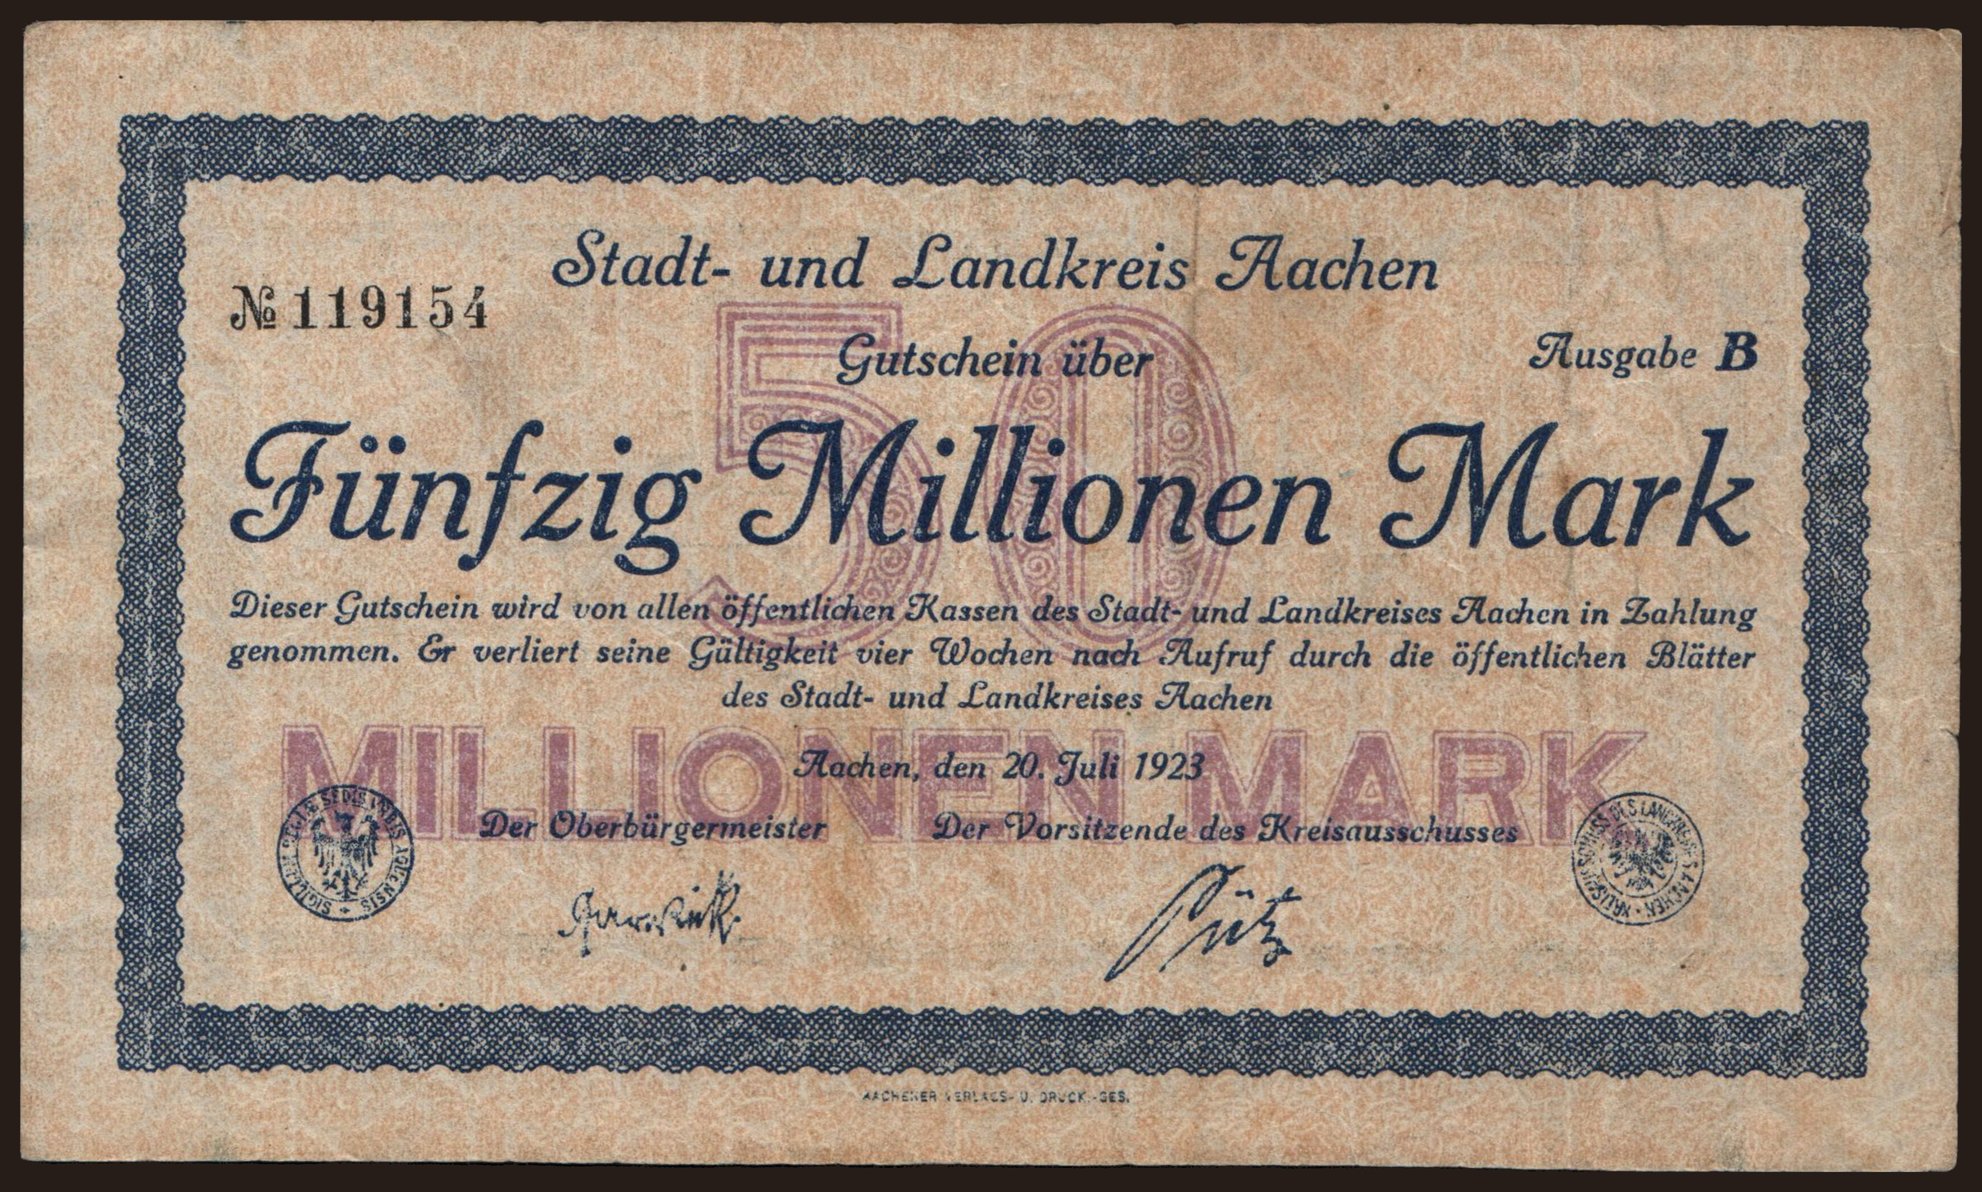 Stadt- und Landkreis Aachen
№ 119154
Gutschein über
Ausgabe B
50
Fünfzig Millionen Mark
Dieser Gutschein wird von allen öffentlichen Kassen des Stadt- und Landkreises Aachen in Zahlung
genommen. Er verliert seine Gültigkeit vier Wochen nach Aufruf durch die öffentlichen Blätter
des Stadt- und Landkreises Aachen
MILLIONEN MARK
Aachen, den 20. Juli 1923
Der Oberbürgermeister
Der Vorsitzende des Kreisausschusses
Pütz
AACHENER VERLAGS- U. DRUCK.-GES.